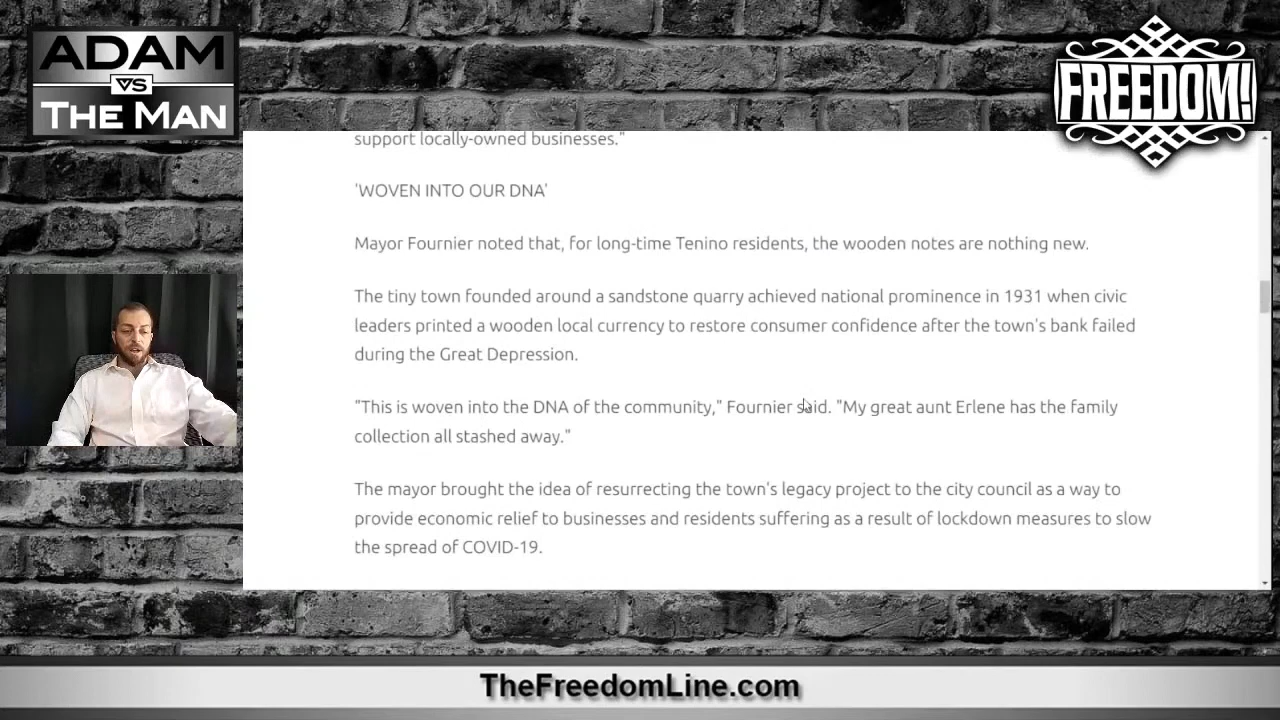 ADAM
VS
THE MAN
FREEDOM!
support locally-owned businesses."
'WOVEN INTO OUR DNA'
Mayor Fournier noted that, for long-time Tenino residents, the wooden notes are nothing new.
The tiny town founded around a sandstone quarry achieved national prominence in 1931 when civic
leaders printed a wooden local currency to restore consumer confidence after the town's bank failed
during the Great Depression.
"This is woven into the DNA of the community," Fournier said. "My great aunt Erlene has the family
collection all stashed away."
The mayor brought the idea of resurrecting the town's legacy project to the city council as a way to
provide economic relief to businesses and residents suffering as a result of lockdown measures to slow
the spread of COVID-19.
TheFreedomLine.com